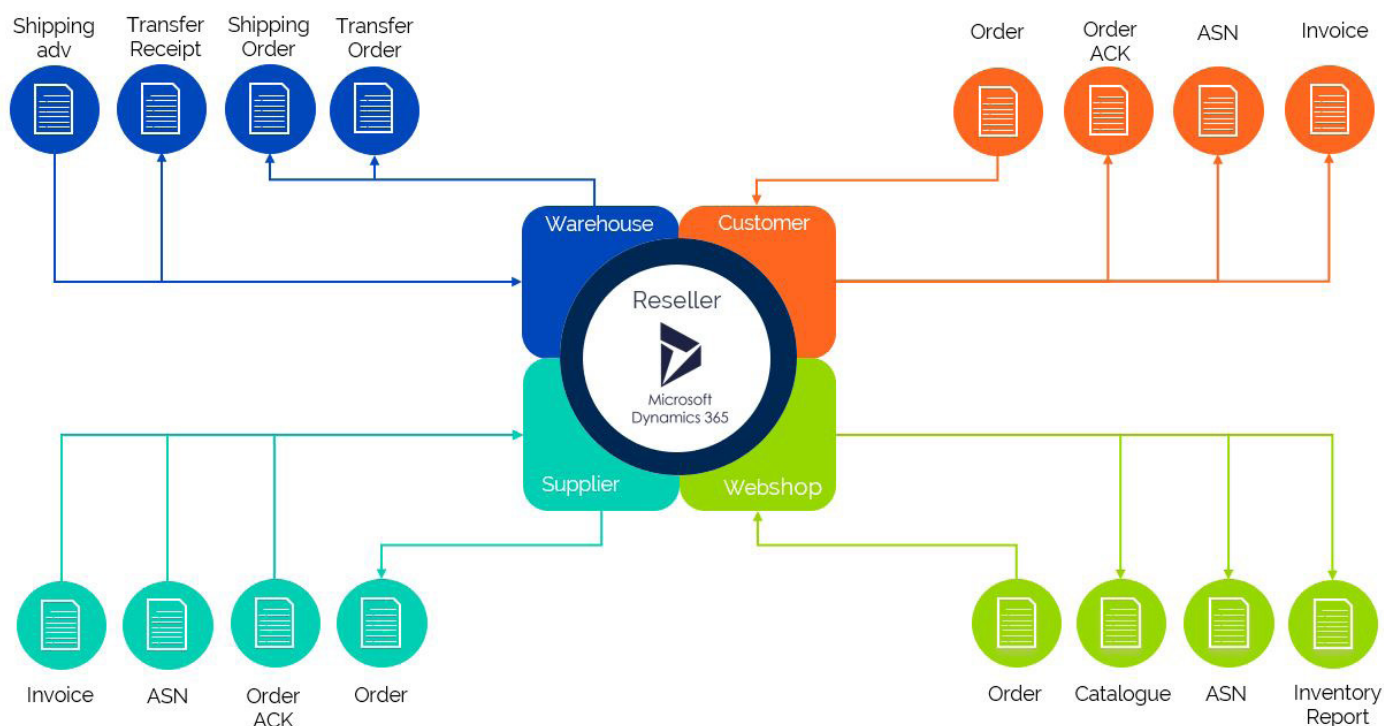 Shipping
adv
Transfer
Receipt
Shipping
Order
Transfer
Order
Order
Order
ACK
ASN
Invoice
Warehouse
Customer
Reseller
Microsoft
Dynamics 365
Supplier
Webshop
Invoice
ASN
Order
ACK
Order
Order
Catalogue
ASN
Inventory
Report